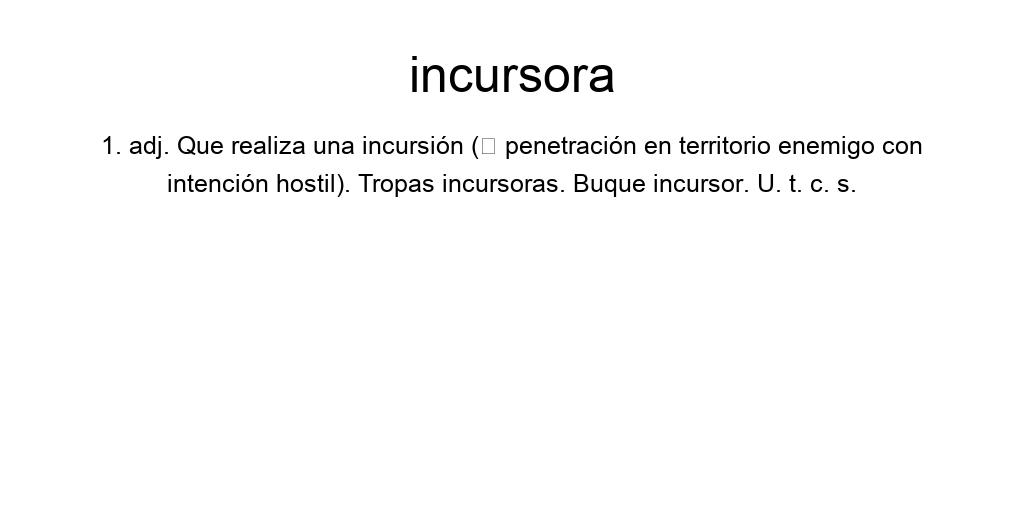 incursora
1. adj. Que realiza una incursión (□ penetración en territorio enemigo con
intención hostil). Tropas incursoras. Buque incursor. U. t. c. s.